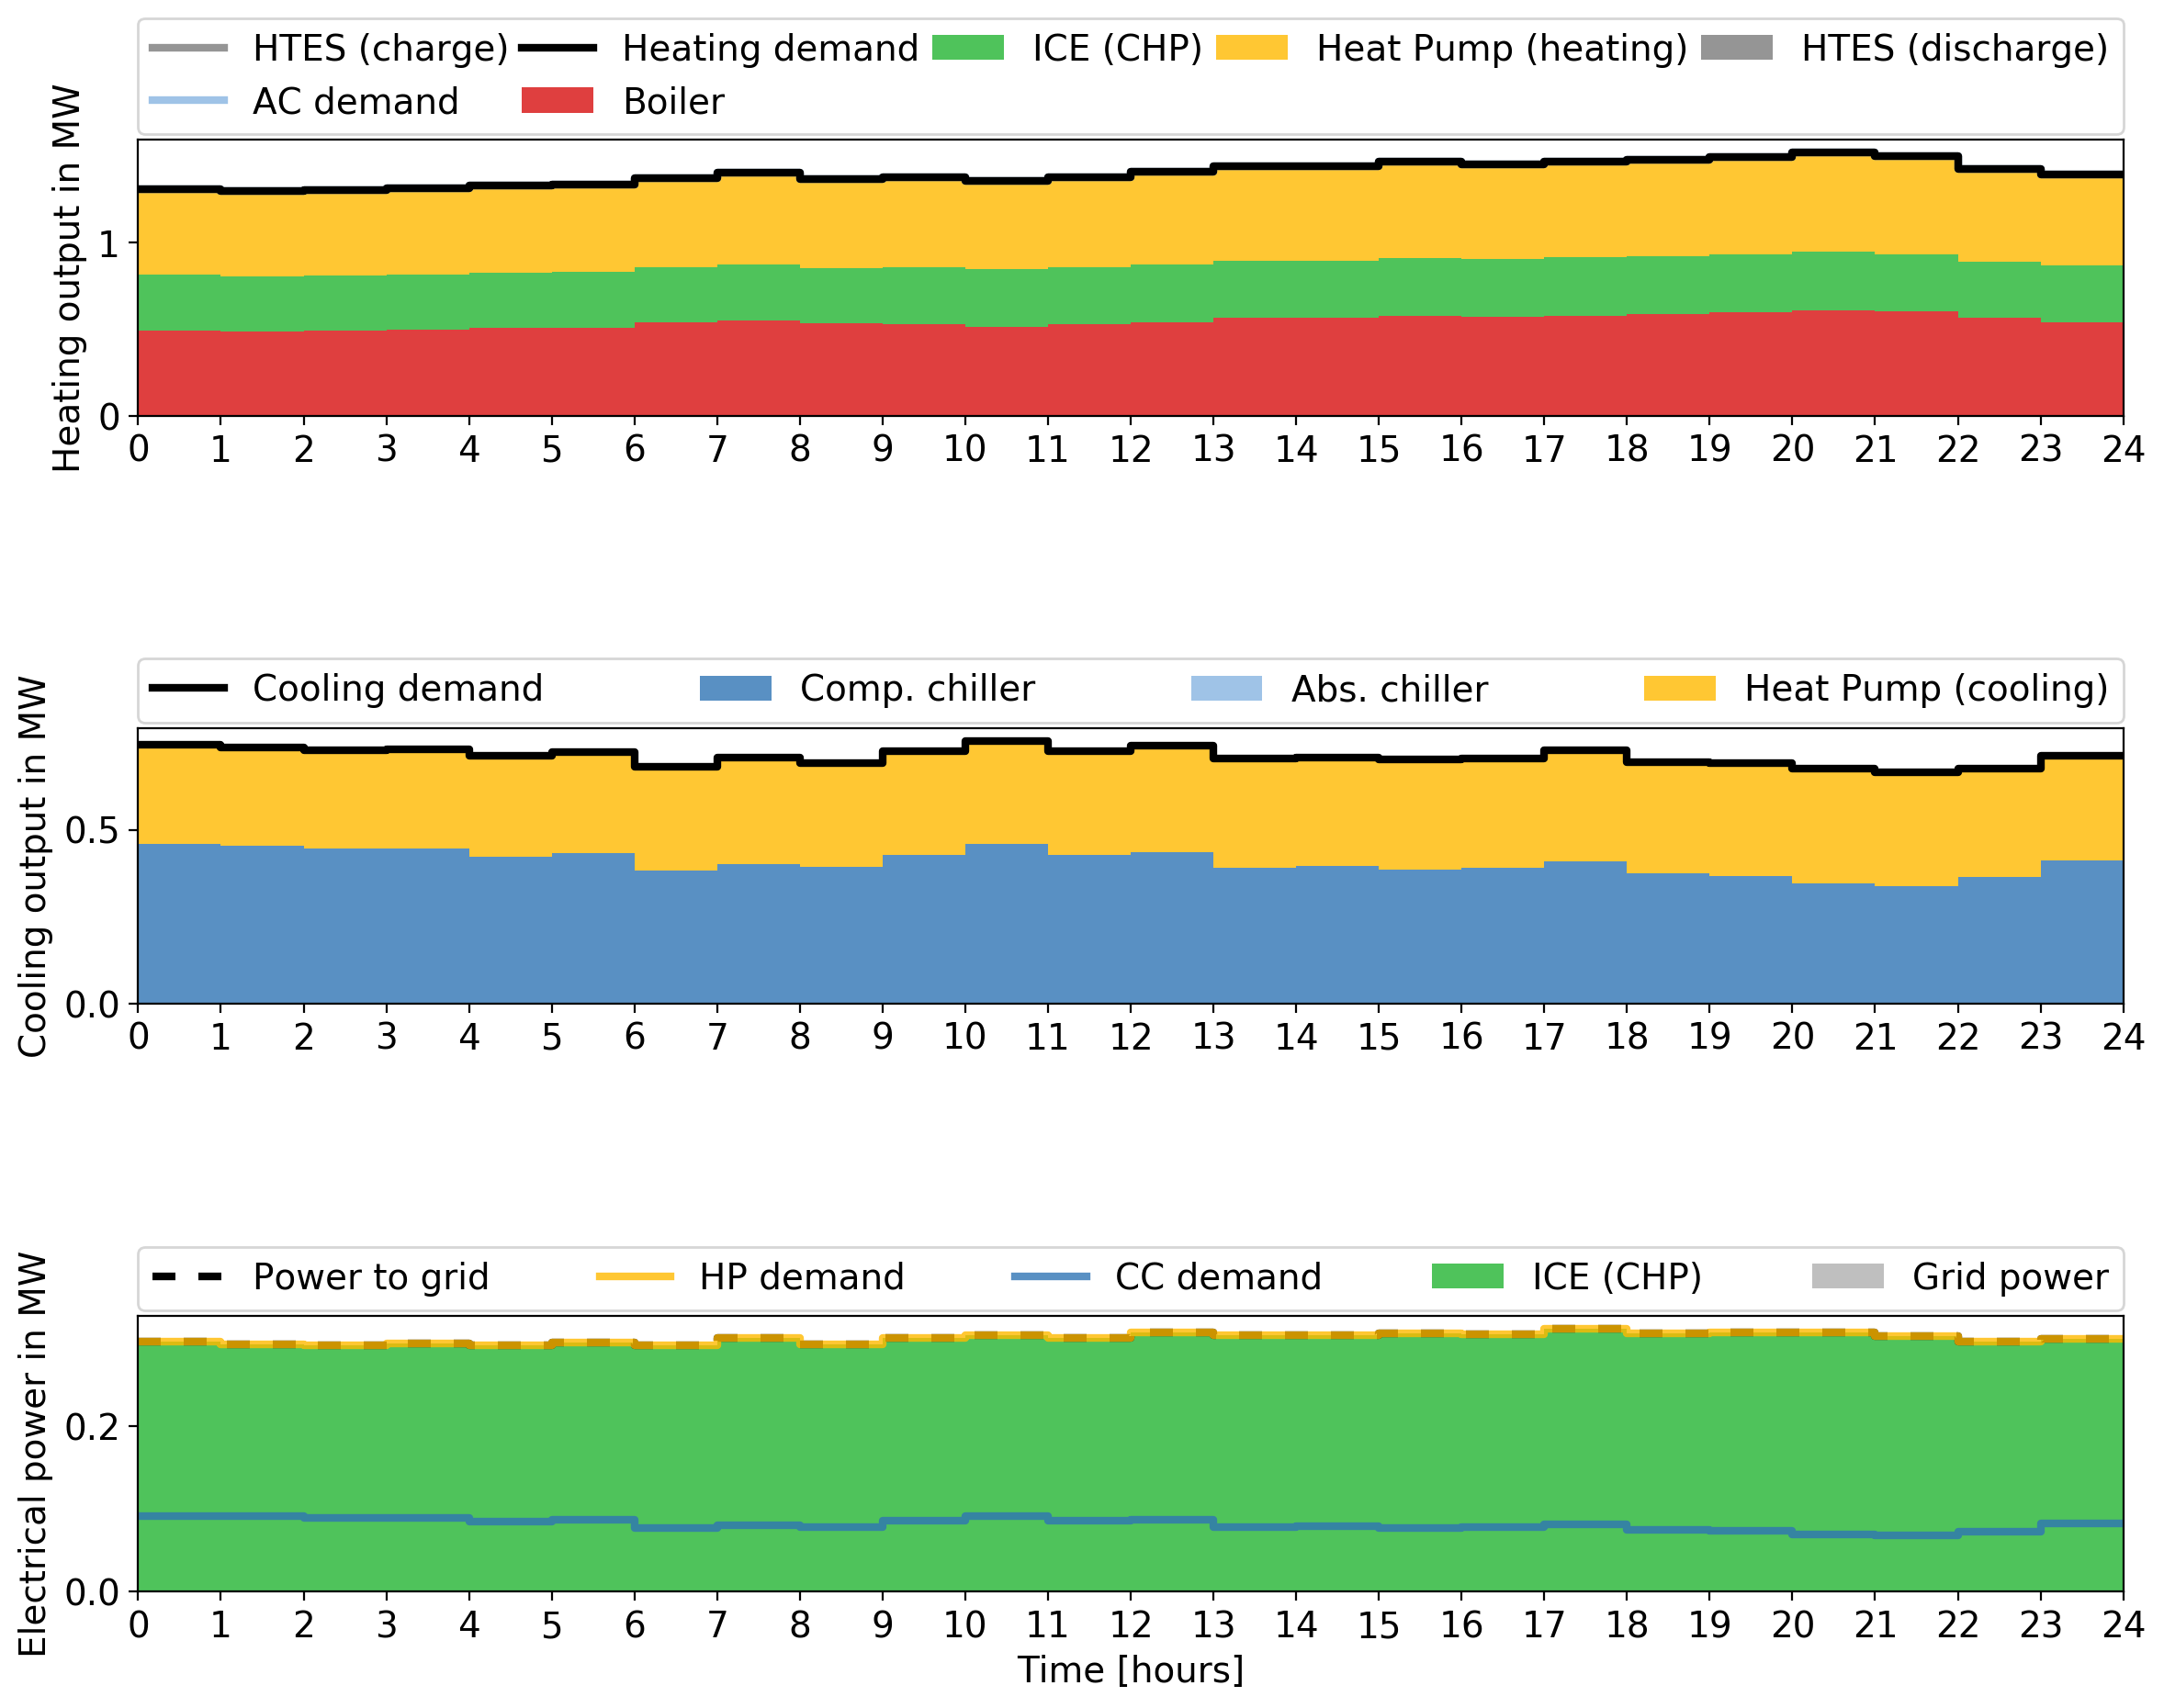 HTES (charge) Heating demand ICE (CHP) Heat Pump (heating) HTES (discharge)
AC demand Boiler
Heating output in MW
1
0
0 1 2 3 4 5 6 7 8 9 10 11 12 13 14 15 16 17 18 19 20 21 22 23 24
Cooling demand Comp. chiller Abs. chiller Heat Pump (cooling)
Cooling output in MW
0.5
0.0
0 1 2 3 4 5 6 7 8 9 10 11 12 13 14 15 16 17 18 19 20 21 22 23 24
Power to grid HP demand CC demand ICE (CHP) Grid power
Electrical power in MW
0.2
0.0
0 1 2 3 4 5 6 7 8 9 10 11 12 13 14 15 16 17 18 19 20 21 22 23 24
Time [hours]